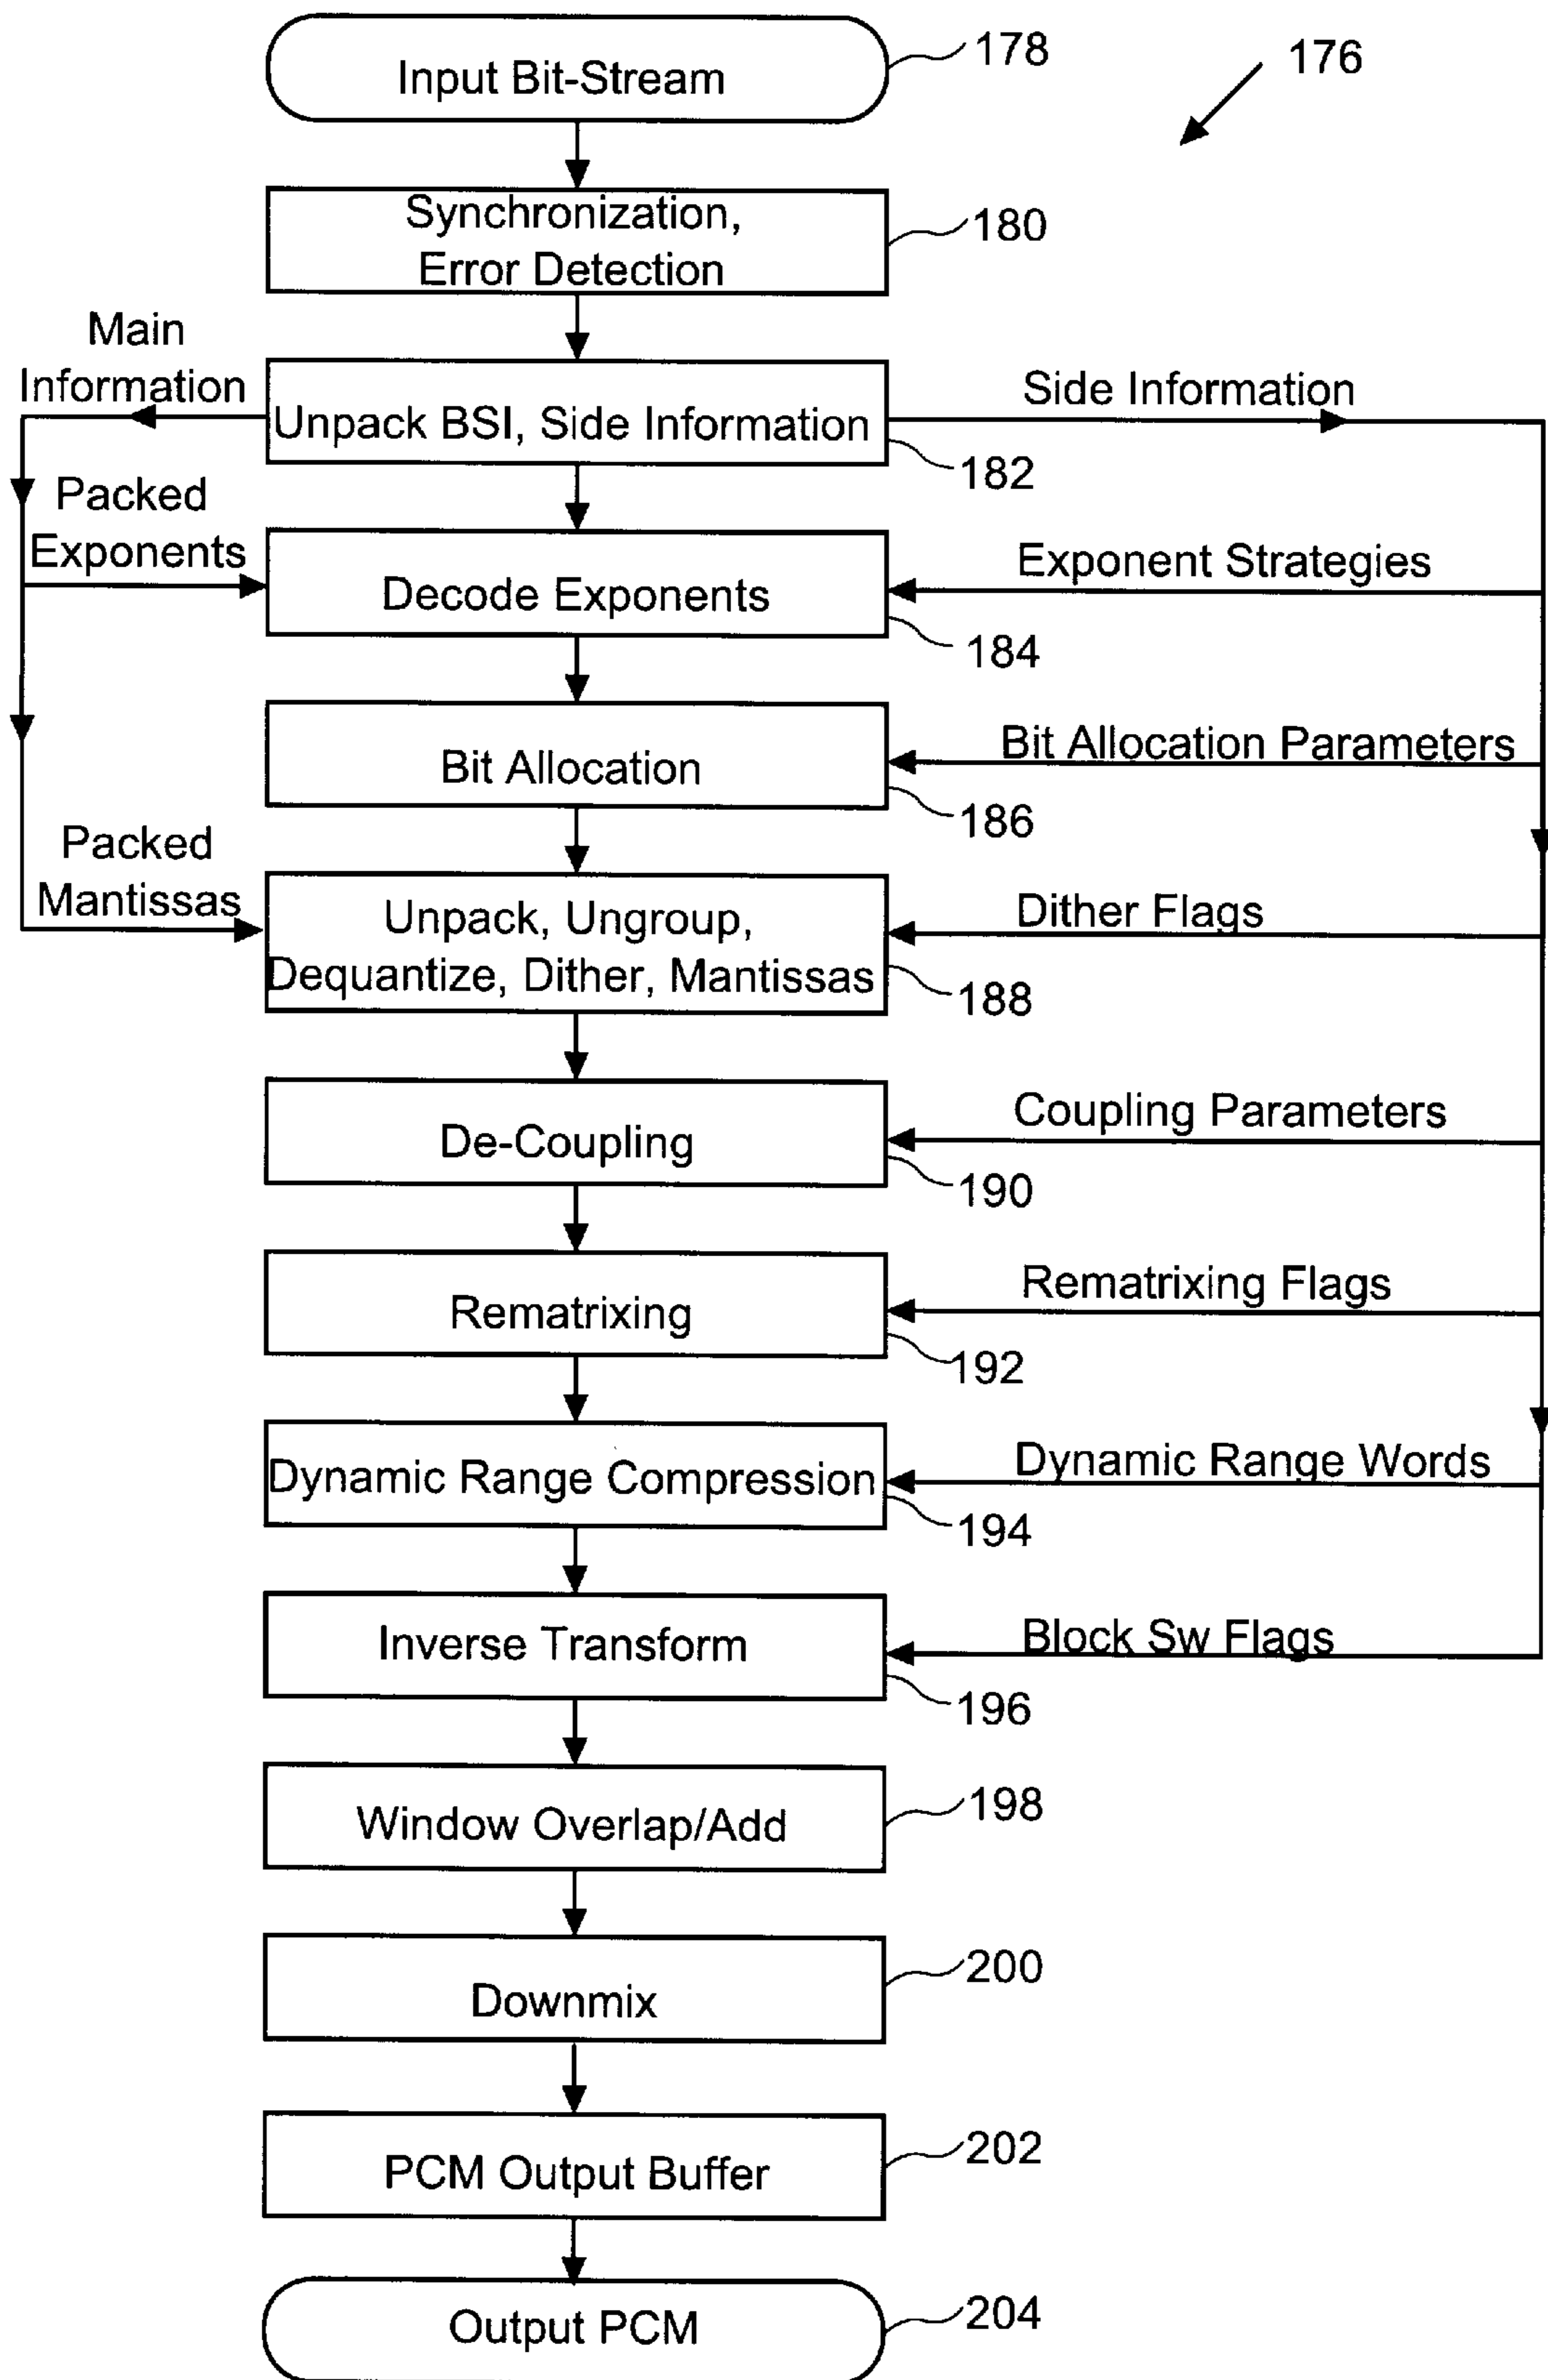 Input Bit-Stream
178
176
Synchronization,
Error Detection
180
Main
Information
Unpack BSI, Side Information
Side Information
182
Packed
Exponents
Decode Exponents
Exponent Strategies
184
Bit Allocation
Bit Allocation Parameters
186
Packed
Mantissas
Unpack, Ungroup,
Dequantize, Dither, Mantissas
Dither Flags
188
De-Coupling
Coupling Parameters
190
Rematrixing
Rematrixing Flags
192
Dynamic Range Compression
Dynamic Range Words
194
Inverse Transform
Block Sw Flags
196
Window Overlap/Add
198
Downmix
200
PCM Output Buffer
202
Output PCM
204